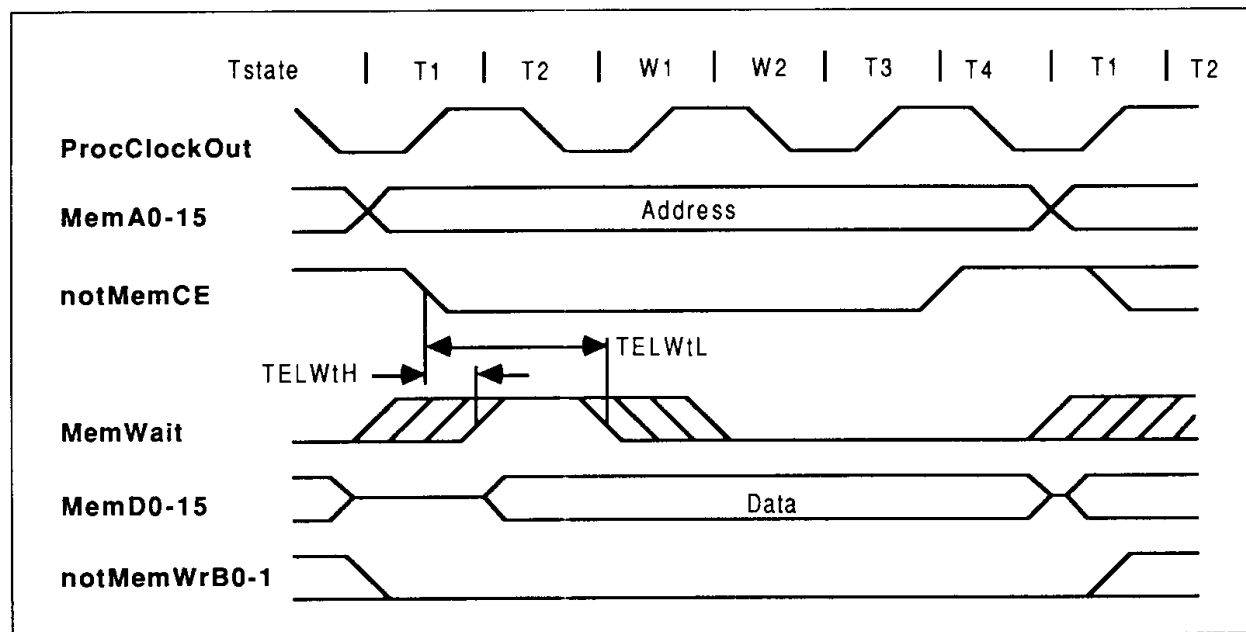 Tstate | T1 | T2 | W1 | W2 | T3 | T4 | T1 | T2
ProcClockOut
MemA0-15 Address
notMemCE
TELWtL
TELWtH
MemWait
MemD0-15 Data
notMemWrB0-1